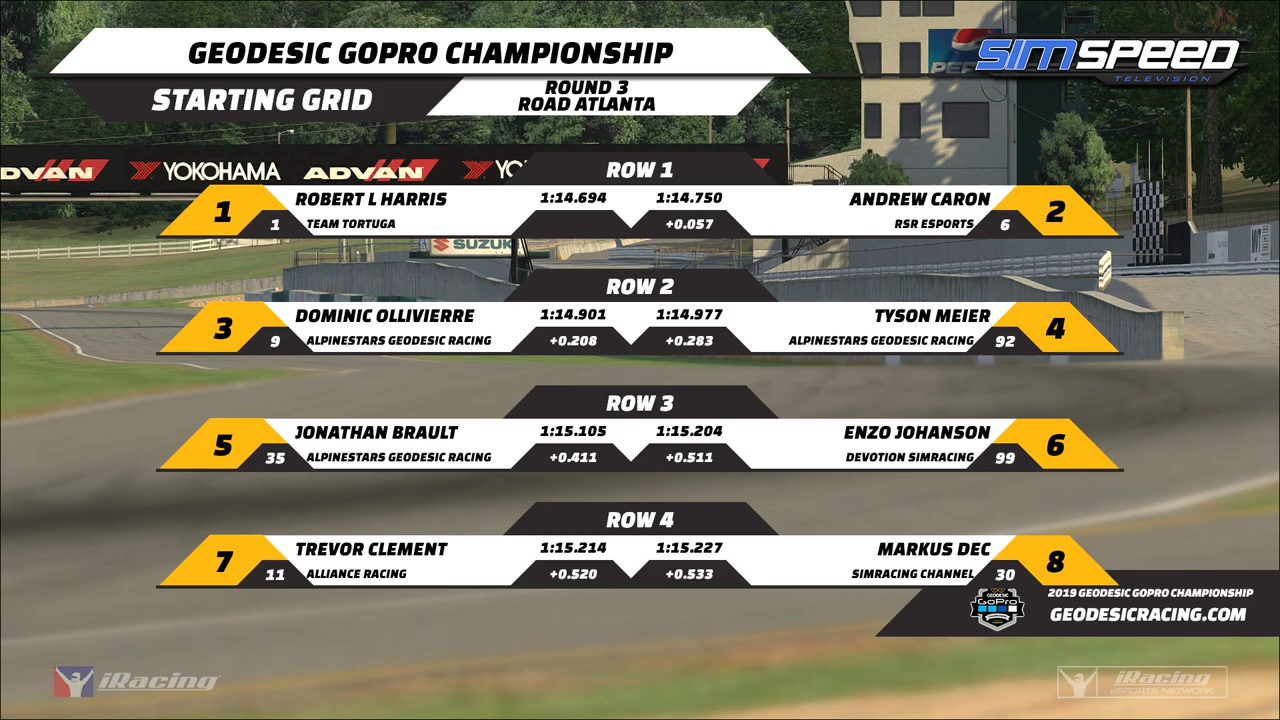 GEODESIC GOPRO CHAMPIONSHIP
SIMSPEED
TELEVISION
STARTING GRID
ROUND 3
ROAD ATLANTA
ADVAN YOKOHAMA ADVAN
ROW 1
1 ROBERT L HARRIS 1:14.694 1:14.750 ANDREW CARON 2
1 TEAM TORTUGA +0.057 RSR ESPORTS 6
SUZUKI
ROW 2
3 DOMINIC OLLIVIERRE 1:14.901 1:14.977 TYSON MEIER 4
9 ALPINESTARS GEODESIC RACING +0.208 +0.283 ALPINESTARS GEODESIC RACING 92
ROW 3
5 JONATHAN BRAULT 1:15.105 1:15.204 ENZO JOHANSON 6
35 ALPINESTARS GEODESIC RACING +0.411 +0.511 DEVOTION SIMRACING 99
ROW 4
7 TREVOR CLEMENT 1:15.214 1:15.227 MARKUS DEC 8
11 ALLIANCE RACING +0.520 +0.533 SIMRACING CHANNEL 30
GEODESIC
GoPro
2019 GEODESIC GOPRO CHAMPIONSHIP
GEODESICRACING.COM
iRacing
iRacing
eSPORTS NETWORK